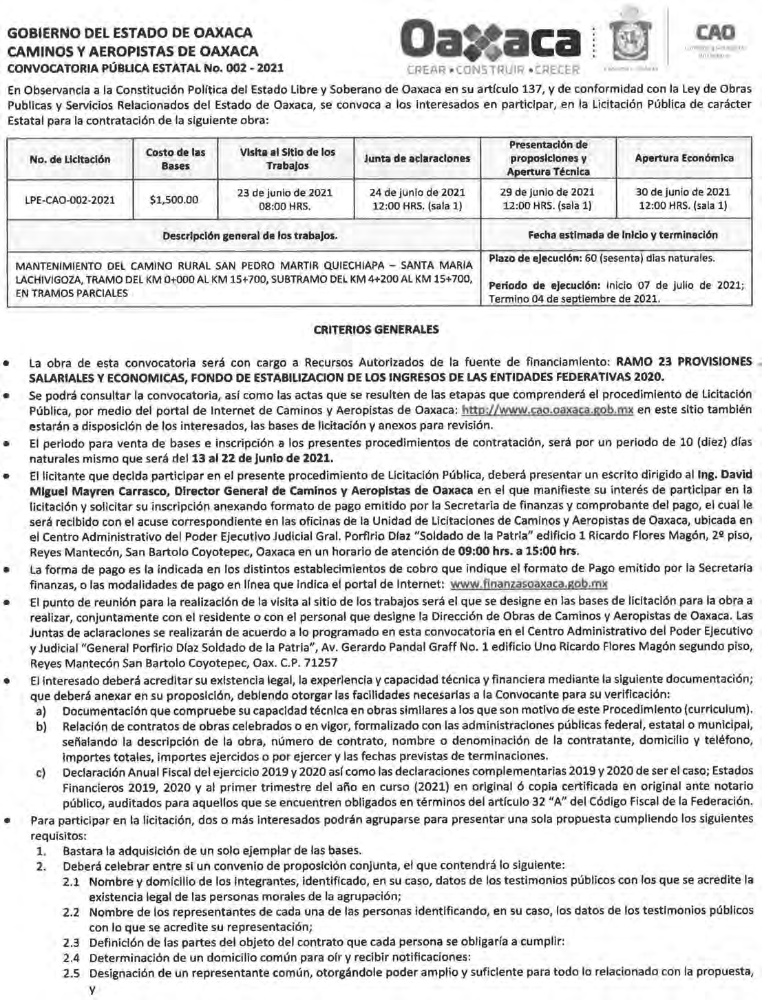 GOBIERNO DEL ESTADO DE OAXACA
CAMINOS Y AEROPISTAS DE OAXACA
CONVOCATORIA PÚBLICA ESTATAL No. 002 - 2021
Oaxaca
CREAR • CONSTRUIR • CRECER
CAO
En Observancia a la Constitución Política del Estado Libre y Soberano de Oaxaca en su artículo 137, y de conformidad con la Ley de Obras
Publicas y Servicios Relacionados del Estado de Oaxaca, se convoca a los interesados en participar, en la Licitación Pública de carácter
Estatal para la contratación de la siguiente obra:
No. de Licitación
Costo de las
Bases
Visita al Sitio de los
Trabajos
Junta de aclaraciones
Presentación de
proposiciones y
Apertura Técnica
Apertura Económica
LPE-CAO-002-2021
$1,500.00
23 de junio de 2021
08:00 HRS.
24 de junio de 2021
12:00 HRS. (sala 1)
29 de junio de 2021
12:00 HRS. (sala 1)
30 de junio de 2021
12:00 HRS. (sala 1)
Descripción general de los trabajos.
Fecha estimada de inicio y terminación
MANTENIMIENTO DEL CAMINO RURAL SAN PEDRO MARTIR QUIECHIAPA – SANTA MARIA
LACHIVIGOZA, TRAMO DEL KM 0+000 AL KM 15+700, SUBTRAMO DEL KM 4+200 AL KM 15+700,
EN TRAMOS PARCIALES
Plazo de ejecución: 60 (sesenta) días naturales.
Periodo de ejecución: Inicio 07 de julio de 2021;
Termino 04 de septiembre de 2021.
CRITERIOS GENERALES
• La obra de esta convocatoria será con cargo a Recursos Autorizados de la fuente de financiamiento: RAMO 23 PROVISIONES
SALARIALES Y ECONOMICAS, FONDO DE ESTABILIZACION DE LOS INGRESOS DE LAS ENTIDADES FEDERATIVAS 2020.
• Se podrá consultar la convocatoria, así como las actas que se resulten de las etapas que comprenderá el procedimiento de Licitación
Pública, por medio del portal de Internet de Caminos y Aeropistas de Oaxaca: http://www.cao.oaxaca.gob.mx en este sitio también
estarán a disposición de los interesados, las bases de licitación y anexos para revisión.
• El periodo para venta de bases e inscripción a los presentes procedimientos de contratación, será por un periodo de 10 (diez) días
naturales mismo que será del 13 al 22 de junio de 2021.
• El licitante que decida participar en el presente procedimiento de Licitación Pública, deberá presentar un escrito dirigido al Ing. David
Miguel Mayren Carrasco, Director General de Caminos y Aeropistas de Oaxaca en el que manifieste su interés de participar en la
licitación y solicitar su inscripción anexando formato de pago emitido por la Secretaria de finanzas y comprobante del pago, el cual le
será recibido con el acuse correspondiente en las oficinas de la Unidad de Licitaciones de Caminos y Aeropistas de Oaxaca, ubicada en
el Centro Administrativo del Poder Ejecutivo Judicial Gral. Porfirio Díaz "Soldado de la Patria" edificio 1 Ricardo Flores Magón, 2º piso,
Reyes Mantecón, San Bartolo Coyotepec, Oaxaca en un horario de atención de 09:00 hrs. a 15:00 hrs.
• La forma de pago es la indicada en los distintos establecimientos de cobro que indique el formato de Pago emitido por la Secretaría
finanzas, o las modalidades de pago en línea que indica el portal de Internet: www.finanzasoaxaca.gob.mx
• El punto de reunión para la realización de la visita al sitio de los trabajos será el que se designe en las bases de licitación para la obra a
realizar, conjuntamente con el residente o con el personal que designe la Dirección de Obras de Caminos y Aeropistas de Oaxaca. Las
Juntas de aclaraciones se realizarán de acuerdo a lo programado en esta convocatoria en el Centro Administrativo del Poder Ejecutivo
y Judicial "General Porfirio Díaz Soldado de la Patria", Av. Gerardo Pandal Graff No. 1 edificio Uno Ricardo Flores Magón segundo piso,
Reyes Mantecón San Bartolo Coyotepec, Oax. C.P. 71257
• El interesado deberá acreditar su existencia legal, la experiencia y capacidad técnica y financiera mediante la siguiente documentación;
que deberá anexar en su proposición, debiendo otorgar las facilidades necesarias a la Convocante para su verificación:
a) Documentación que compruebe su capacidad técnica en obras similares a los que son motivo de este Procedimiento (curriculum).
b) Relación de contratos de obras celebrados o en vigor, formalizado con las administraciones públicas federal, estatal o municipal,
señalando la descripción de la obra, número de contrato, nombre o denominación de la contratante, domicilio y teléfono,
importes totales, importes ejercidos o por ejercer y las fechas previstas de terminaciones.
c) Declaración Anual Fiscal del ejercicio 2019 y 2020 así como las declaraciones complementarias 2019 y 2020 de ser el caso; Estados
Financieros 2019, 2020 y al primer trimestre del año en curso (2021) en original ó copia certificada en original ante notario
público, auditados para aquellos que se encuentren obligados en términos del artículo 32 "A" del Código Fiscal de la Federación.
• Para participar en la licitación, dos o más interesados podrán agruparse para presentar una sola propuesta cumpliendo los siguientes
requisitos:
1. Bastara la adquisición de un solo ejemplar de las bases.
2. Deberá celebrar entre si un convenio de proposición conjunta, el que contendrá lo siguiente:
2.1 Nombre y domicilio de los integrantes, identificado, en su caso, datos de los testimonios públicos con los que se acredite la
existencia legal de las personas morales de la agrupación;
2.2 Nombre de los representantes de cada una de las personas identificando, en su caso, los datos de los testimonios públicos
con lo que se acredite su representación;
2.3 Definición de las partes del objeto del contrato que cada persona se obligaría a cumplir:
2.4 Determinación de un domicilio común para oír y recibir notificaciones:
2.5 Designación de un representante común, otorgándole poder amplio y suficiente para todo lo relacionado con la propuesta,
y